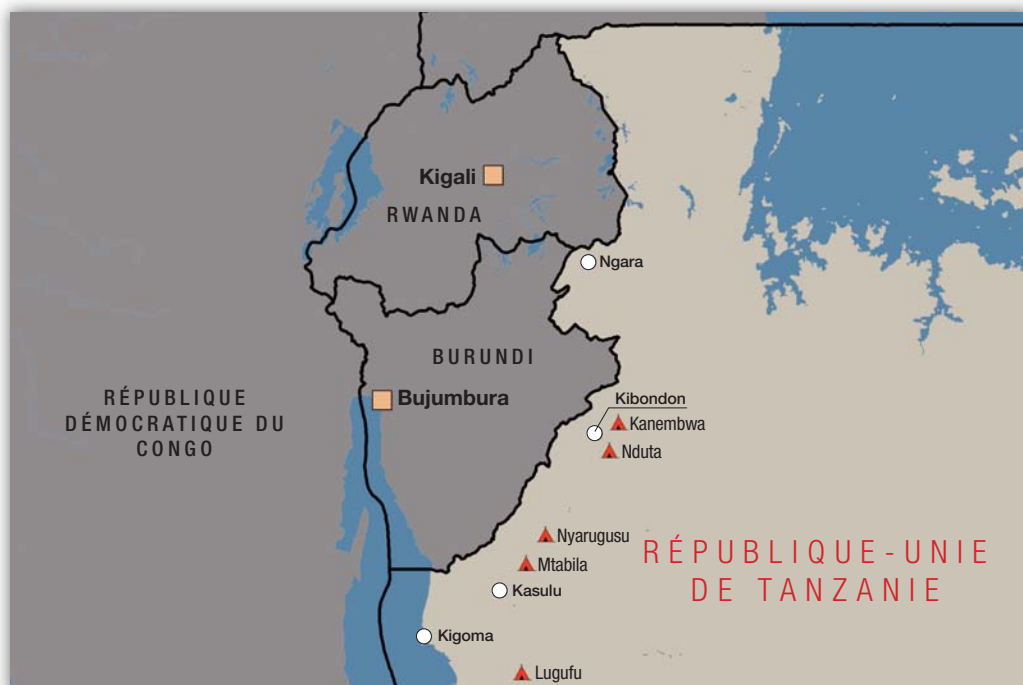 Kigali
RWANDA
Ngara
BURUNDI
Bujumbura
RÉPUBLIQUE
DÉMOCRATIQUE DU
CONGO
Kibondon
Kanembwa
Nduta
Nyarugusu
Mtabila
Kasulu
RÉPUBLIQUE-UNIE
DE TANZANIE
Kigoma
Lugufu